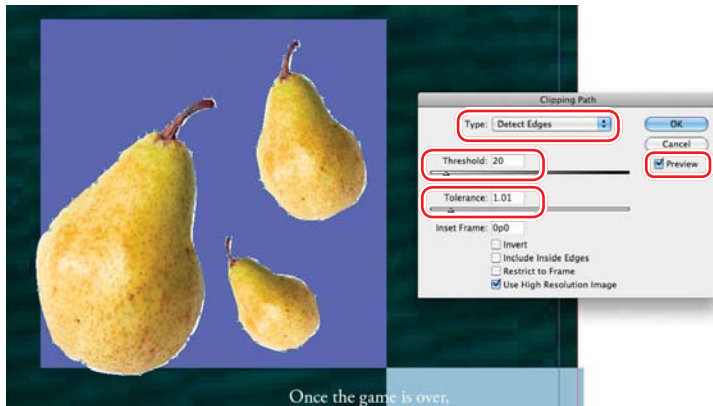 Clipping Path
Type: Detect Edges
OK
Cancel
Threshold: 20
Preview
Tolerance: 1.01
Inset Frame: 0p0
Invert
Include Inside Edges
Restrict to Frame
Use High Resolution Image
Once the game is over,